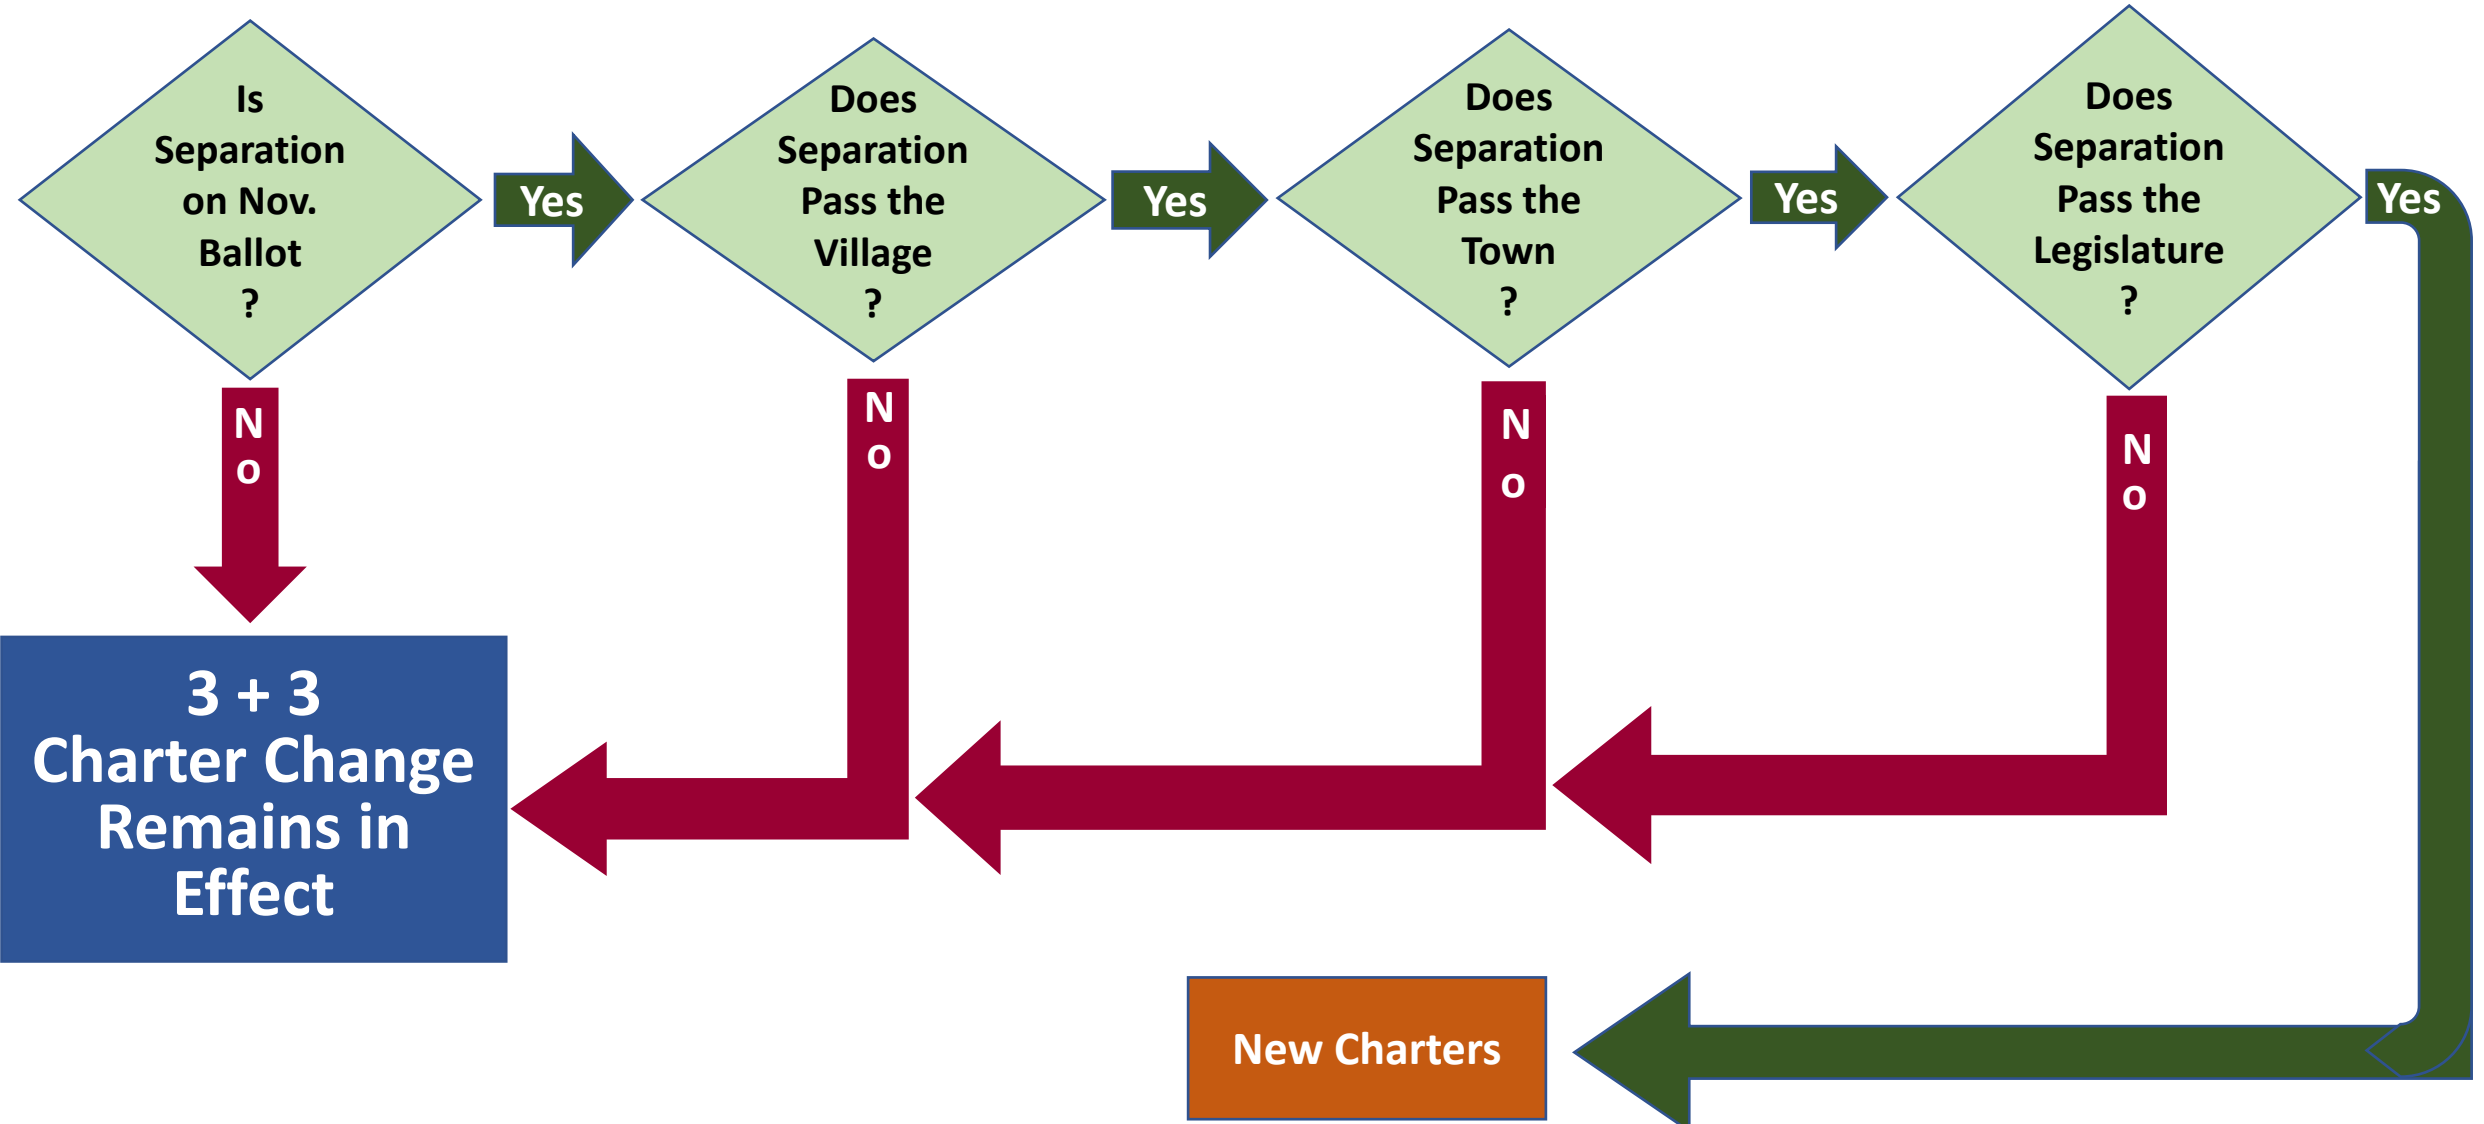 Is
Separation
on Nov.
Ballot
?
Yes
Does
Separation
Pass the
Village
?
Yes
Does
Separation
Pass the
Town
?
Yes
Does
Separation
Pass the
Legislature
?
Yes
N
o
N
o
N
o
N
o
3 + 3
Charter Change
Remains in
Effect
New Charters